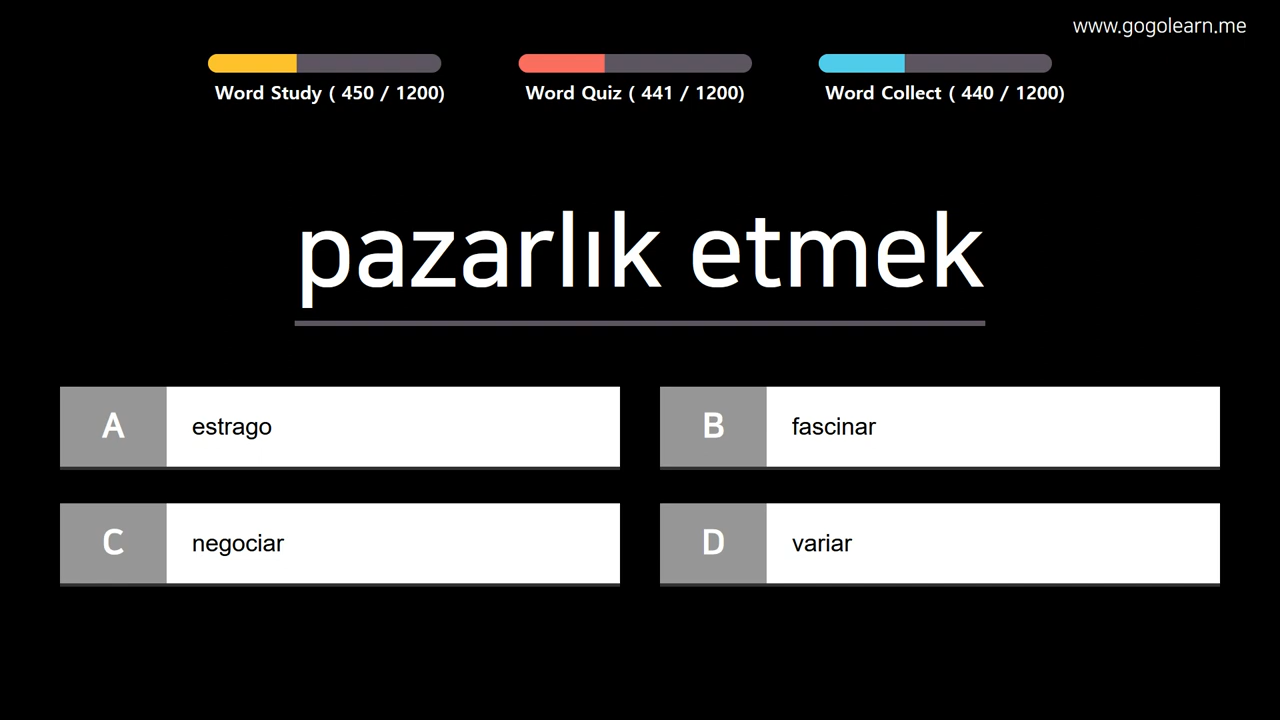 www.gogolearn.me
Word Study ( 450 / 1200)
Word Quiz ( 441 / 1200)
Word Collect ( 440 / 1200)
pazarlık etmek
A estrago
B fascinar
C negociar
D variar